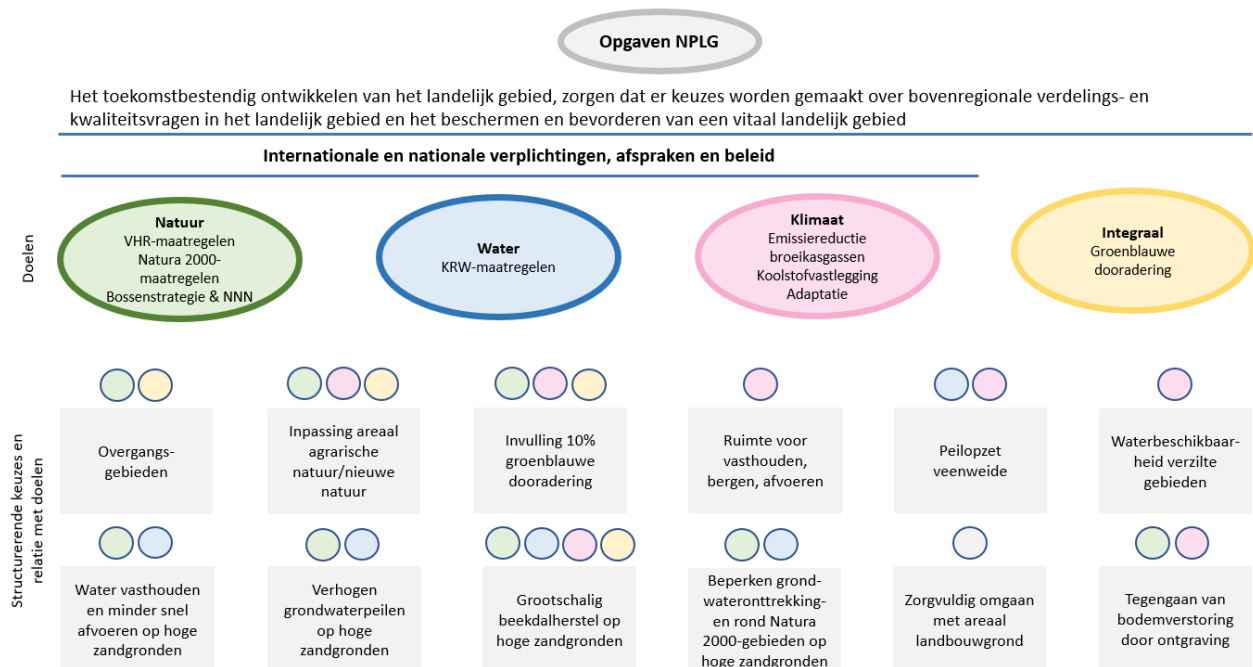 Opgaven NPLG
Het toekomstbestendig ontwikkelen van het landelijk gebied, zorgen dat er keuzes worden gemaakt over bovenregionale verdelings- en
kwaliteitsvragen in het landelijk gebied en het beschermen en bevorderen van een vitaal landelijk gebied
Internationale en nationale verplichtingen, afspraken en beleid
Doelen
Natuur
VHR-maatregelen
Natura 2000-
maatregelen
Bossenstrategie & NNN
Water
KRW-maatregelen
Klimaat
Emissiereductie
broeikasgassen
Koolstofvastlegging
Adaptatie
Integraal
Groenblauwe
dooradering
Structurerende keuzes en
relatie met doelen
Overgangs-
gebieden
Inpassing areaal
agrarische
natuur/nieuwe
natuur
Invulling 10%
groenblauwe
dooradering
Ruimte voor
vasthouden,
bergen, afvoeren
Peilopzet
veenweide
Waterbeschikbaar-
heid verzilte
gebieden
Water vasthouden
en minder snel
afvoeren op hoge
zandgronden
Verhogen
grondwaterpeilen
op hoge
zandgronden
Grootschalig
beekdalherstel op
hoge zandgronden
Beperken grond-
wateronttrekking-
en rond Natura
2000-gebieden op
hoge zandgronden
Zorgvuldig omgaan
met areaal
landbouwgrond
Tegengaan van
bodemverstoring
door ontgraving